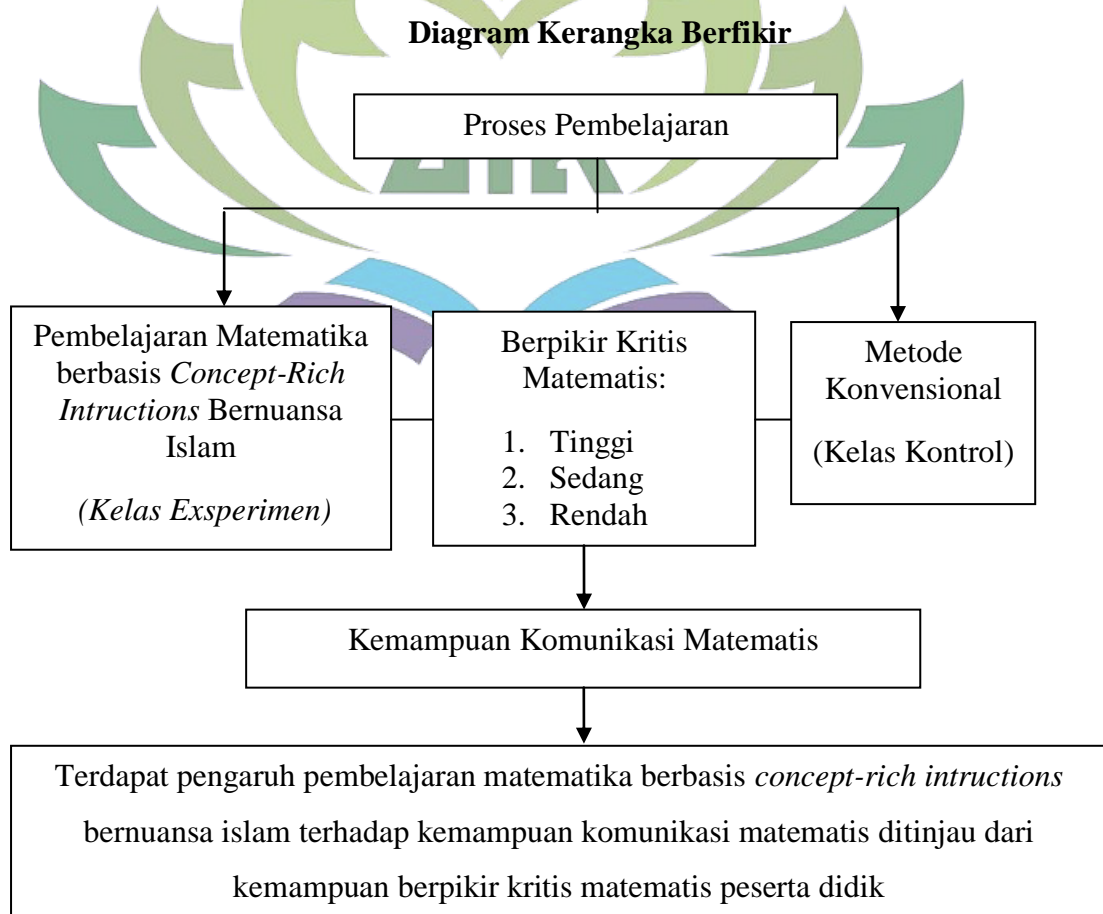 Diagram Kerangka Berfikir
Proses Pembelajaran
Pembelajaran Matematika
berbasis Concept-Rich
Intructions Bernuansa
Islam
(Kelas Exsperimen)
Berpikir Kritis
Matematis:
1. Tinggi
2. Sedang
3. Rendah
Metode
Konvensional
(Kelas Kontrol)
Kemampuan Komunikasi Matematis
Terdapat pengaruh pembelajaran matematika berbasis concept-rich intructions
bernuansa islam terhadap kemampuan komunikasi matematis ditinjau dari
kemampuan berpikir kritis matematis peserta didik